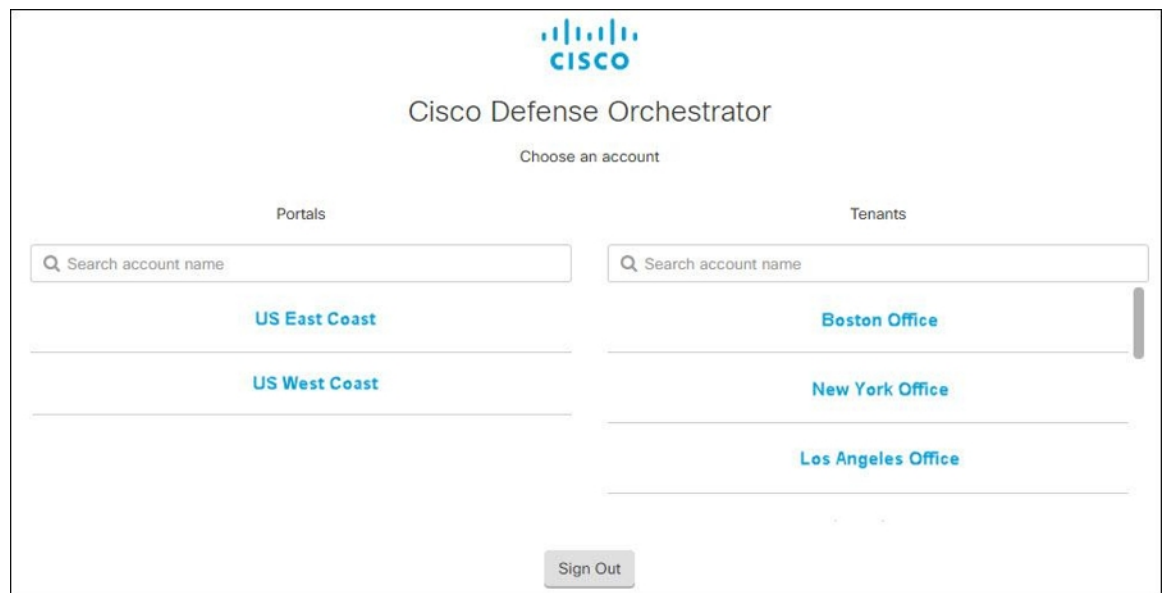 CISCO
Cisco Defense Orchestrator
Choose an account
Portals
Search account name
US East Coast
US West Coast
Tenants
Search account name
Boston Office
New York Office
Los Angeles Office
Sign Out